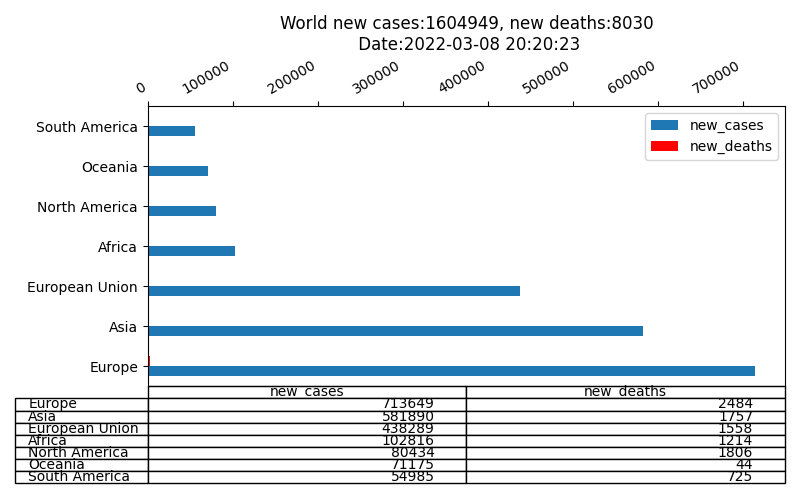 World new cases:1604949, new deaths:8030
Date:2022-03-08 20:20:23
0 100000 200000 300000 400000 500000 600000 700000
new_cases
new_deaths
South America
Oceania
North America
Africa
European Union
Asia
Europe
new_cases new_deaths
Europe 713649 2484
Asia 581890 1757
European Union 438289 1558
Africa 102816 1214
North America 80434 1806
Oceania 71175 44
South America 54985 725